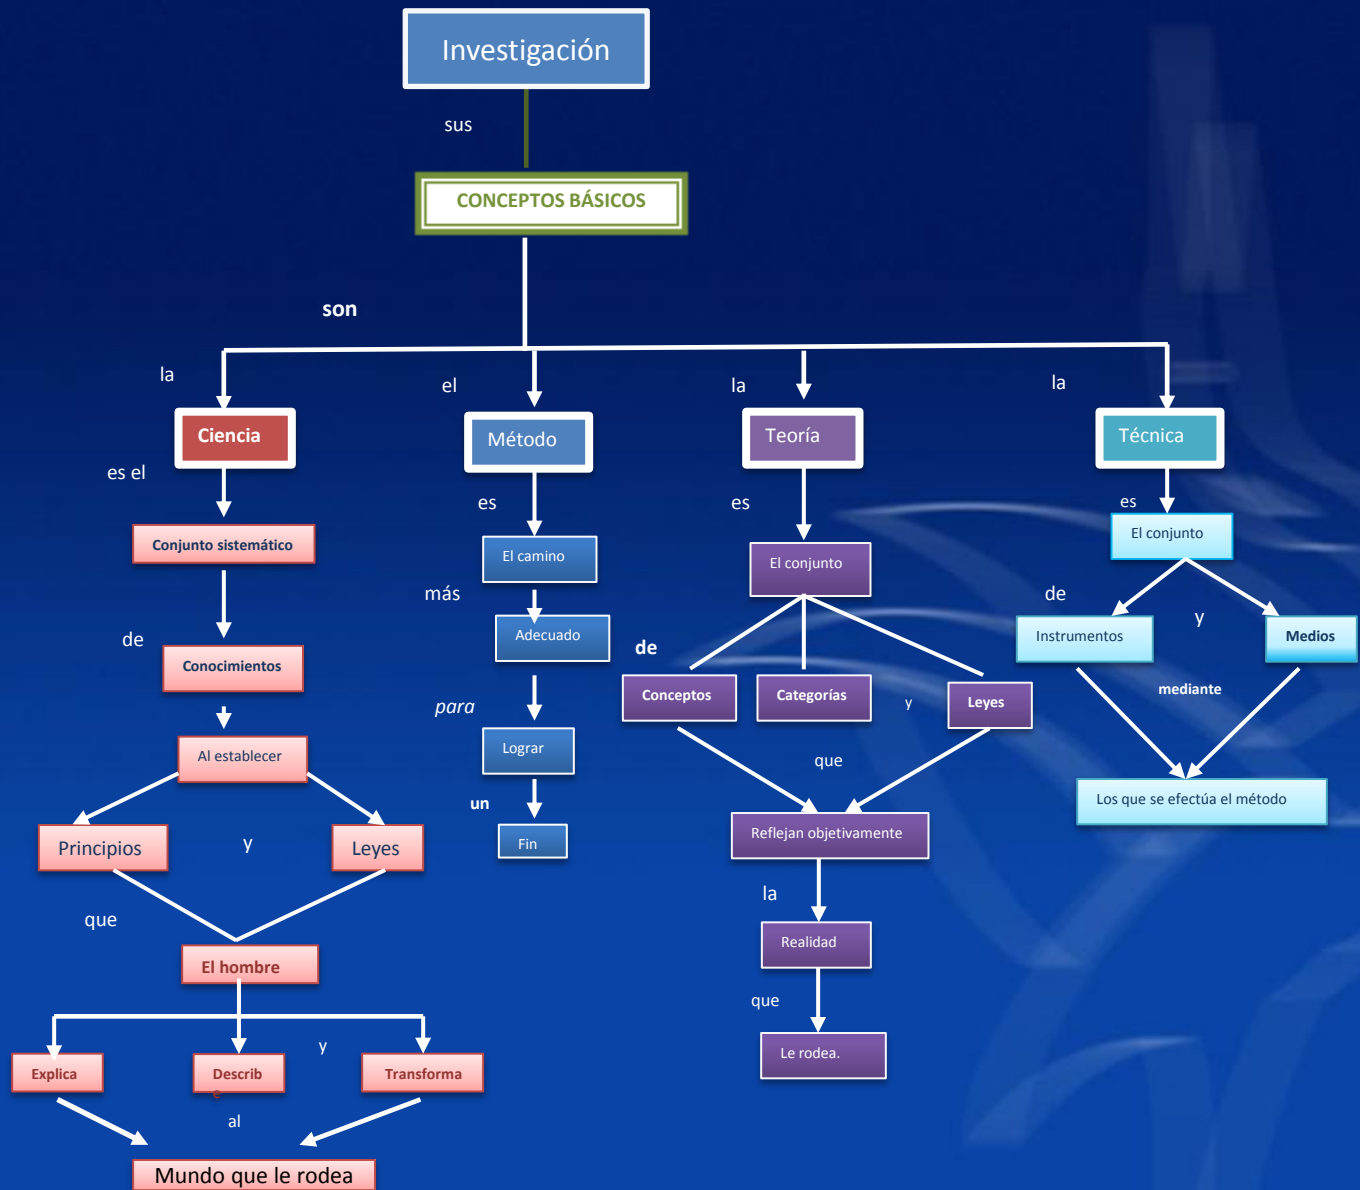 Investigación
sus
CONCEPTOS BÁSICOS
son
la
Ciencia
es el
Conjunto sistemático
de
Conocimientos
Al establecer
Principios
y
Leyes
que
El hombre
Explica
Describ
e
y
Transforma
al
Mundo que le rodea
el
Método
es
El camino
más
Adecuado
para
Lograr
un
Fin
la
Teoría
es
El conjunto
de
Conceptos
Categorías
y
Leyes
que
Reflejan objetivamente
la
Realidad
que
Le rodea.
la
Técnica
es
El conjunto
de
Instrumentos
y
Medios
mediante
Los que se efectúa el método